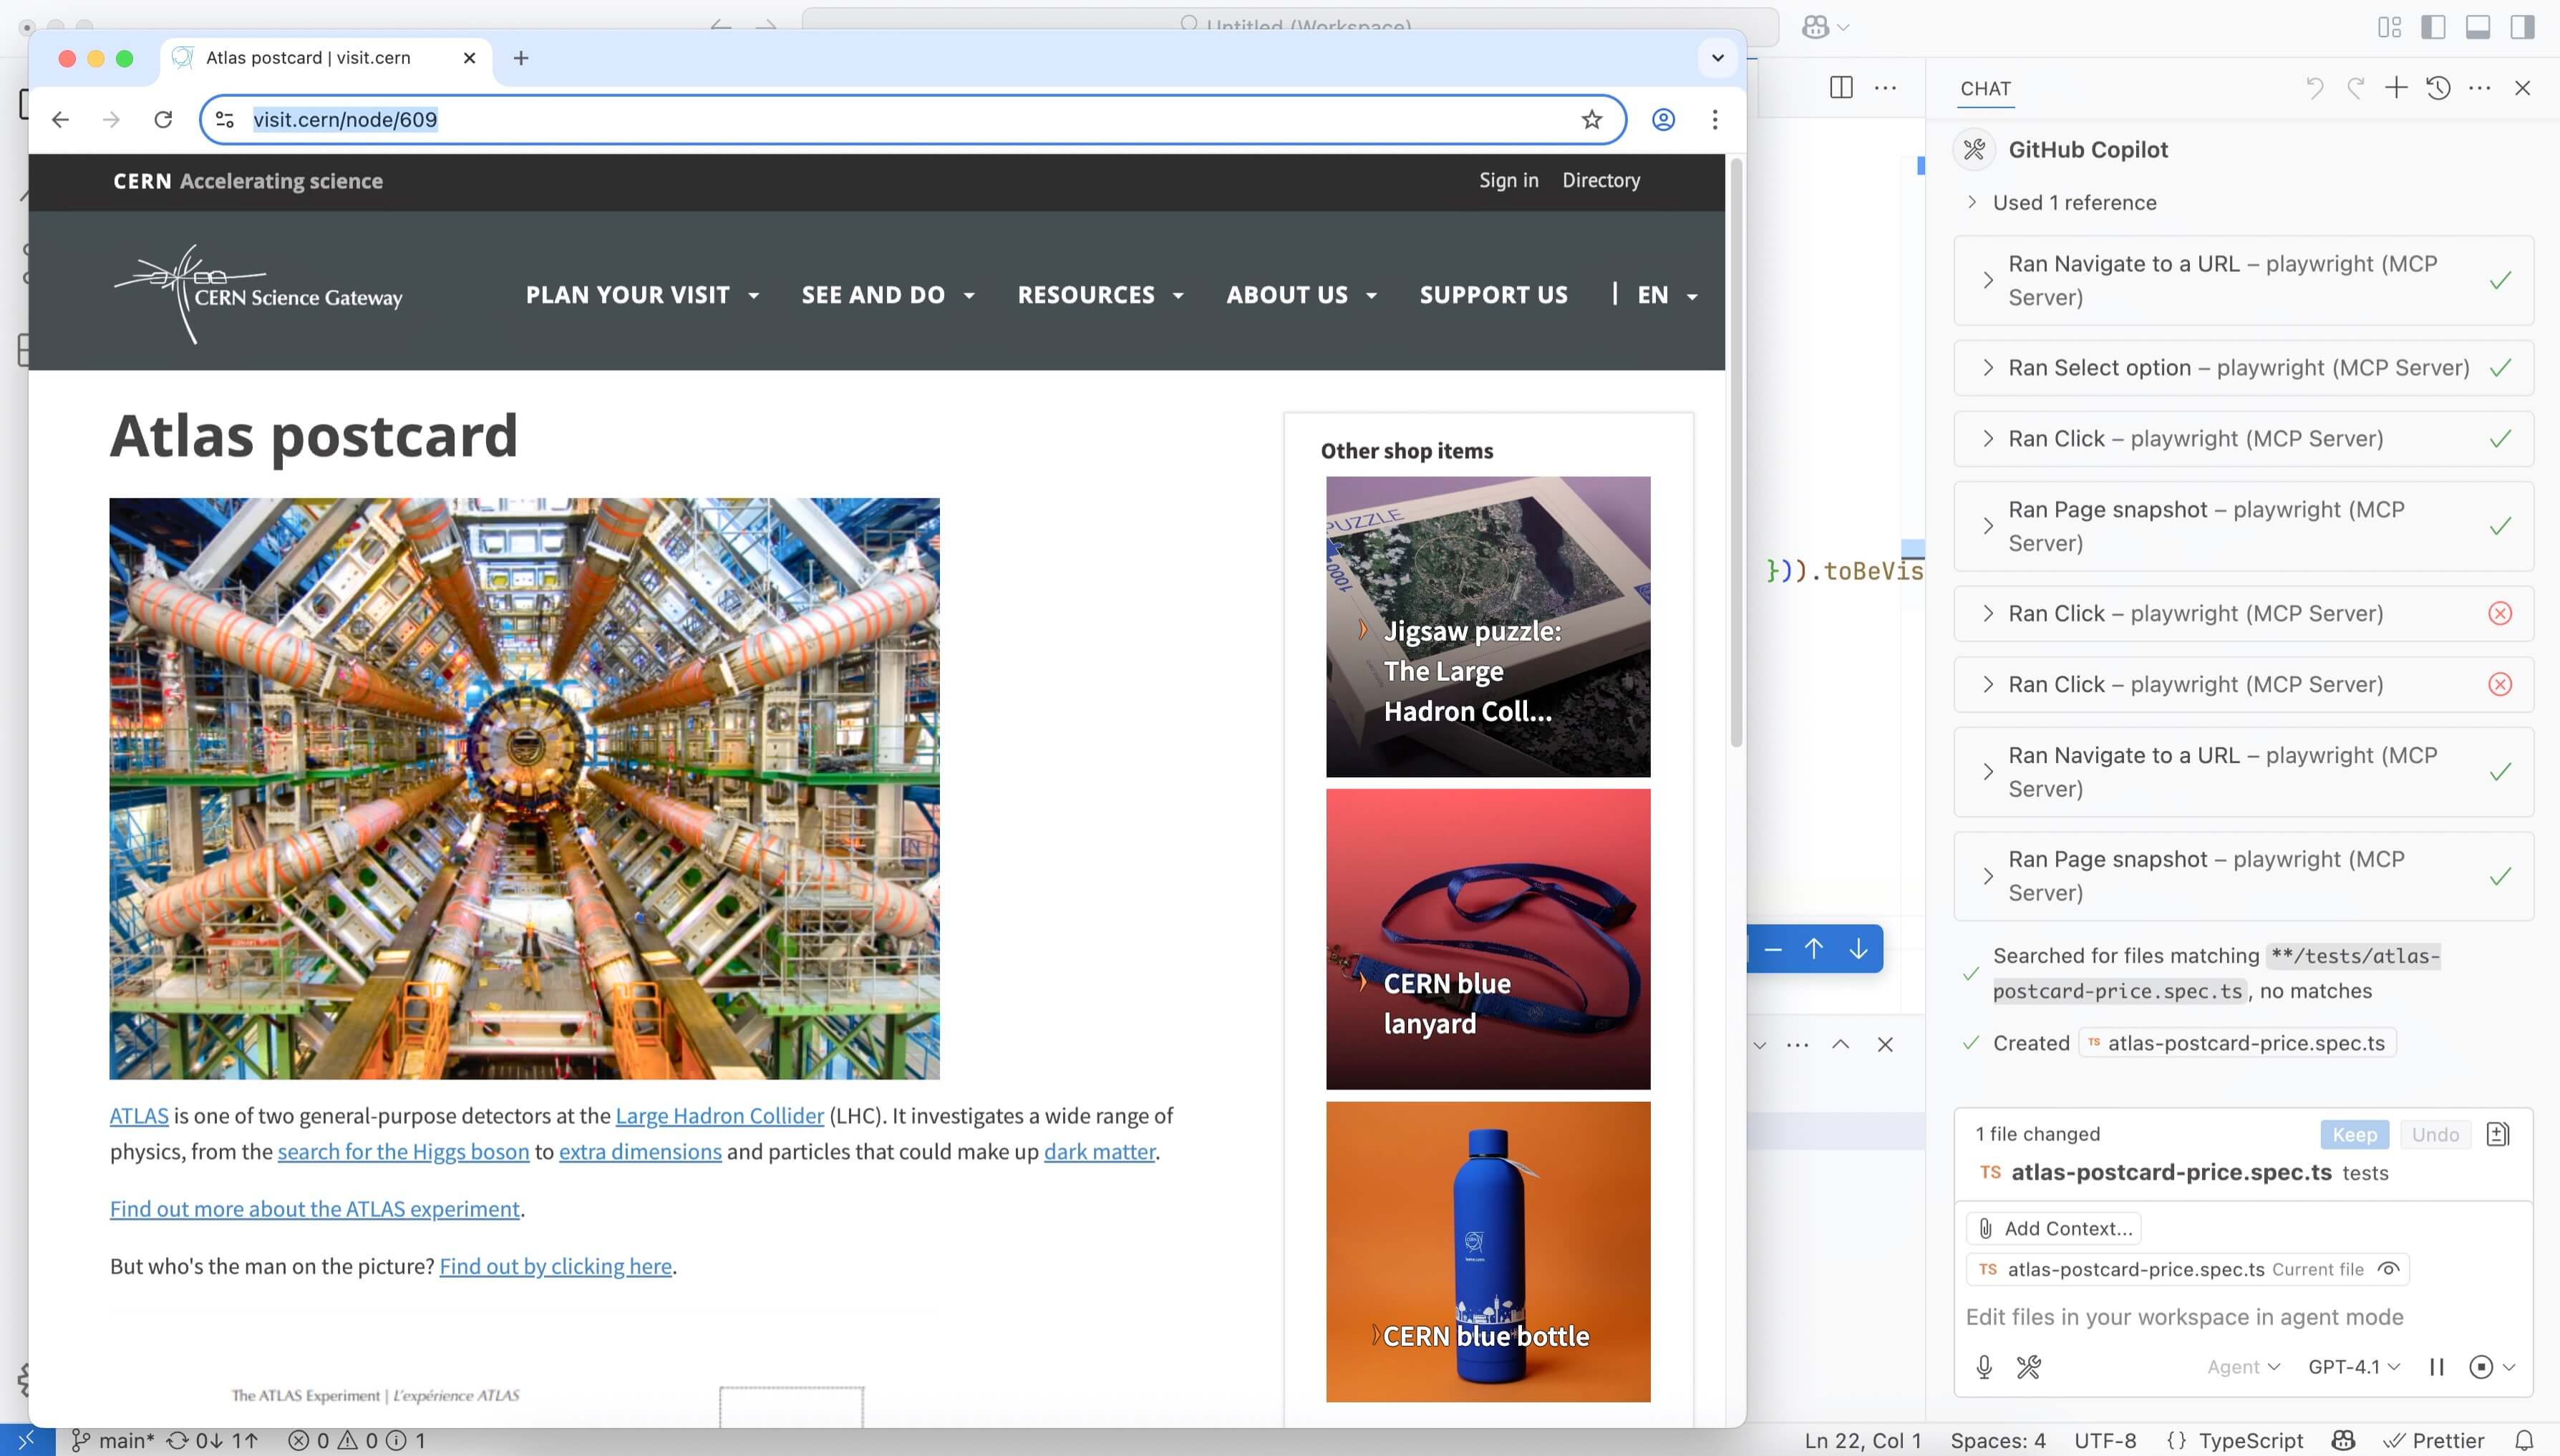 Untitled (Workspace)
Atlas postcard | visit.cern
visit.cern/node/609
CERN Accelerating science
Sign in Directory
CERN Science Gateway
PLAN YOUR VISIT
SEE AND DO
RESOURCES
ABOUT US
SUPPORT US
| EN
Atlas postcard
ATLAS is one of two general-purpose detectors at the Large Hadron Collider (LHC). It investigates a wide range of
physics, from the search for the Higgs boson to extra dimensions and particles that could make up dark matter.
Find out more about the ATLAS experiment.
But who's the man on the picture? Find out by clicking here.
The ATLAS Experiment | L'expérience ATLAS
Other shop items
PUZZLE
1000
Jigsaw puzzle:
The Large
Hadron Coll...
CERN blue
lanyard
CERN blue bottle
})).toBeVis
CHAT
GitHub Copilot
Used 1 reference
Ran Navigate to a URL – playwright (MCP
Server)
Ran Select option – playwright (MCP Server)
Ran Click – playwright (MCP Server)
Ran Page snapshot – playwright (MCP
Server)
Ran Click – playwright (MCP Server)
Ran Click – playwright (MCP Server)
Ran Navigate to a URL – playwright (MCP
Server)
Ran Page snapshot – playwright (MCP
Server)
Searched for files matching **/tests/atlas-
postcard-price.spec.ts, no matches
Created TS atlas-postcard-price.spec.ts
1 file changed
Keep Undo
TS atlas-postcard-price.spec.ts tests
Add Context...
TS atlas-postcard-price.spec.ts Current file
Edit files in your workspace in agent mode
Agent GPT-4.1
main* 0↓ 1↑ 0 0 1
Ln 22, Col 1 Spaces: 4 UTF-8 {} TypeScript Prettier